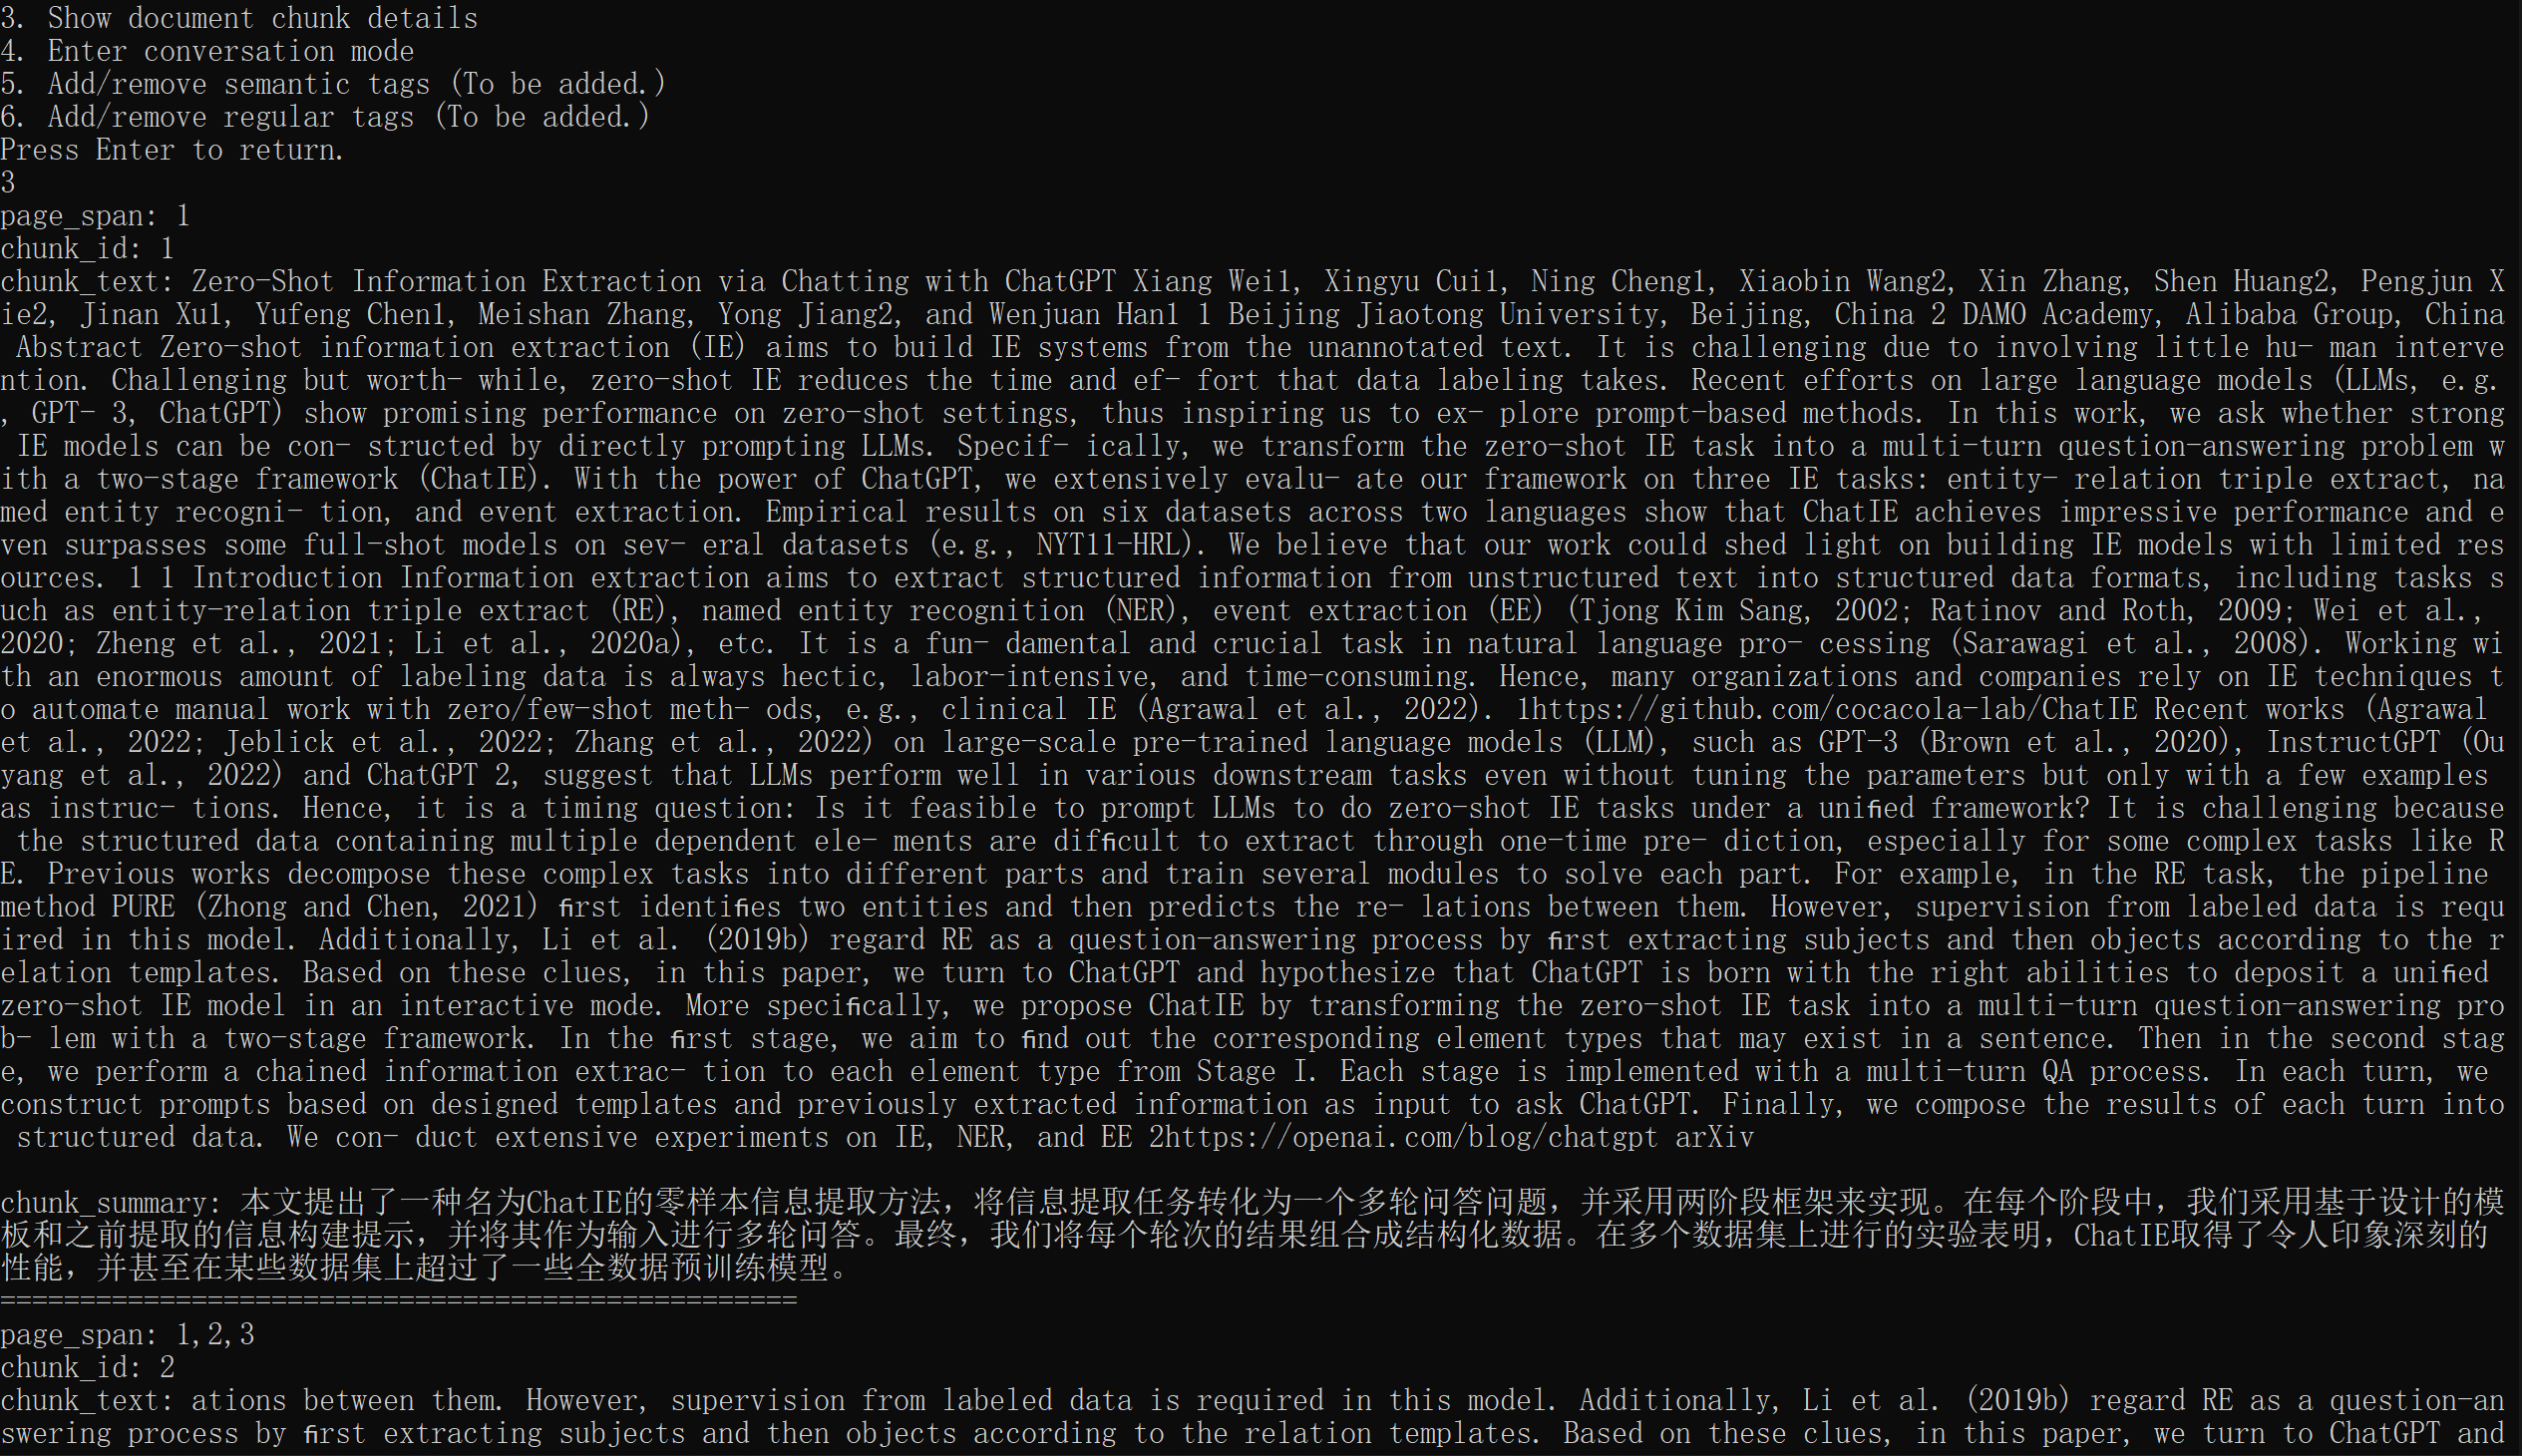 3. Show document chunk details
4. Enter conversation mode
5. Add/remove semantic tags (To be added.)
6. Add/remove regular tags (To be added.)
Press Enter to return.
3
page_span: 1
chunk_id: 1
chunk_text: Zero-Shot Information Extraction via Chatting with ChatGPT Xiang Wei1, Xingyu Cui1, Ning Cheng1, Xiaobin Wang2, Xin Zhang, Shen Huang2, Pengjun X
ie2, Jinan Xu1, Yufeng Chen1, Meishan Zhang, Yong Jiang2, and Wenjuan Han1 1 Beijing Jiaotong University, Beijing, China 2 DAMO Academy, Alibaba Group, China
Abstract Zero-shot information extraction (IE) aims to build IE systems from the unannotated text. It is challenging due to involving little hu- man interve
ntion. Challenging but worth- while, zero-shot IE reduces the time and ef- fort that data labeling takes. Recent efforts on large language models (LLMs, e.g.
, GPT- 3, ChatGPT) show promising performance on zero-shot settings, thus inspiring us to ex- plore prompt-based methods. In this work, we ask whether strong
IE models can be con- structed by directly prompting LLMs. Specif- ically, we transform the zero-shot IE task into a multi-turn question-answering problem w
ith a two-stage framework (ChatIE). With the power of ChatGPT, we extensively evalu- ate our framework on three IE tasks: entity- relation triple extract, na
med entity recogni- tion, and event extraction. Empirical results on six datasets across two languages show that ChatIE achieves impressive performance and e
ven surpasses some full-shot models on sev- eral datasets (e.g., NYT11-HRL). We believe that our work could shed light on building IE models with limited res
ources. 1 1 Introduction Information extraction aims to extract structured information from unstructured text into structured data formats, including tasks s
uch as entity-relation triple extract (RE), named entity recognition (NER), event extraction (EE) (Tjong Kim Sang, 2002; Ratinov and Roth, 2009; Wei et al.,
2020; Zheng et al., 2021; Li et al., 2020a), etc. It is a fun- damental and crucial task in natural language pro- cessing (Sarawagi et al., 2008). Working wi
th an enormous amount of labeling data is always hectic, labor-intensive, and time-consuming. Hence, many organizations and companies rely on IE techniques t
o automate manual work with zero/few-shot meth- ods, e.g., clinical IE (Agrawal et al., 2022). 1https://github.com/cocacola-lab/ChatIE Recent works (Agrawal
et al., 2022; Jeblick et al., 2022; Zhang et al., 2022) on large-scale pre-trained language models (LLM), such as GPT-3 (Brown et al., 2020), InstructGPT (Ou
yang et al., 2022) and ChatGPT 2, suggest that LLMs perform well in various downstream tasks even without tuning the parameters but only with a few examples
as instruc- tions. Hence, it is a timing question: Is it feasible to prompt LLMs to do zero-shot IE tasks under a unified framework? It is challenging because
the structured data containing multiple dependent ele- ments are difficult to extract through one-time pre- diction, especially for some complex tasks like R
E. Previous works decompose these complex tasks into different parts and train several modules to solve each part. For example, in the RE task, the pipeline
method PURE (Zhong and Chen, 2021) first identifies two entities and then predicts the re- lations between them. However, supervision from labeled data is requ
ired in this model. Additionally, Li et al. (2019b) regard RE as a question-answering process by first extracting subjects and then objects according to the r
elation templates. Based on these clues, in this paper, we turn to ChatGPT and hypothesize that ChatGPT is born with the right abilities to deposit a unified
zero-shot IE model in an interactive mode. More specifically, we propose ChatIE by transforming the zero-shot IE task into a multi-turn question-answering pro
b- lem with a two-stage framework. In the first stage, we aim to find out the corresponding element types that may exist in a sentence. Then in the second stag
e, we perform a chained information extrac- tion to each element type from Stage I. Each stage is implemented with a multi-turn QA process. In each turn, we
construct prompts based on designed templates and previously extracted information as input to ask ChatGPT. Finally, we compose the results of each turn into
structured data. We con- duct extensive experiments on IE, NER, and EE 2https://openai.com/blog/chatgpt arXiv
chunk_summary: 本文提出了一种名为ChatIE的零样本信息提取方法，将信息提取任务转化为一个多轮问答问题，并采用两阶段框架来实现。在每个阶段中，我们采用基于设计的模
板和之前提取的信息构建提示，并将其作为输入进行多轮问答。最终，我们将每个轮次的结果组合成结构化数据。在多个数据集上进行的实验表明，ChatIE取得了令人印象深刻的
性能，并甚至在某些数据集上超过了一些全数据预训练模型。
==================================================
page_span: 1,2,3
chunk_id: 2
chunk_text: ations between them. However, supervision from labeled data is required in this model. Additionally, Li et al. (2019b) regard RE as a question-an
swering process by first extracting subjects and then objects according to the relation templates. Based on these clues, in this paper, we turn to ChatGPT and